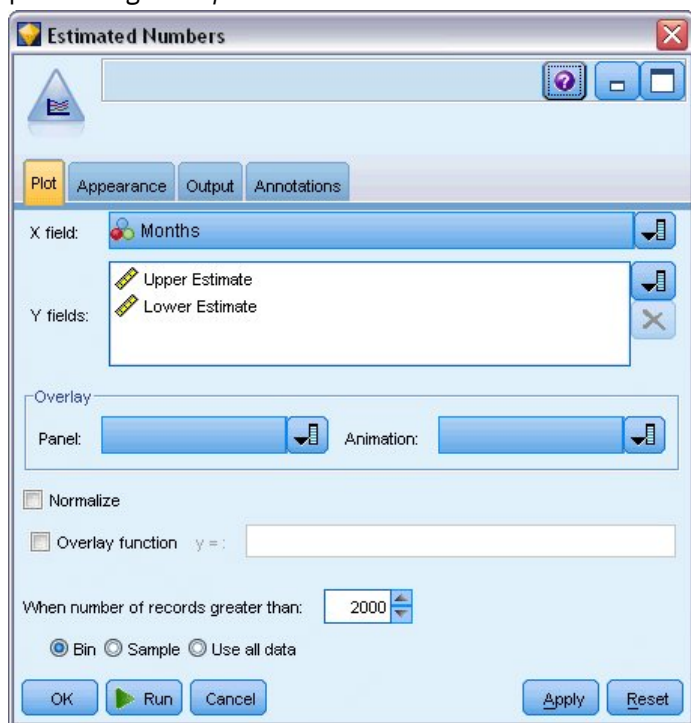 Estimated Numbers
?
Plot Appearance Output Annotations
X field: Months
Y fields: Upper Estimate
Lower Estimate
Overlay
Panel: Animation:
Normalize
Overlay function y = :
When number of records greater than: 2000
Bin Sample Use all data
OK Run Cancel Apply Reset